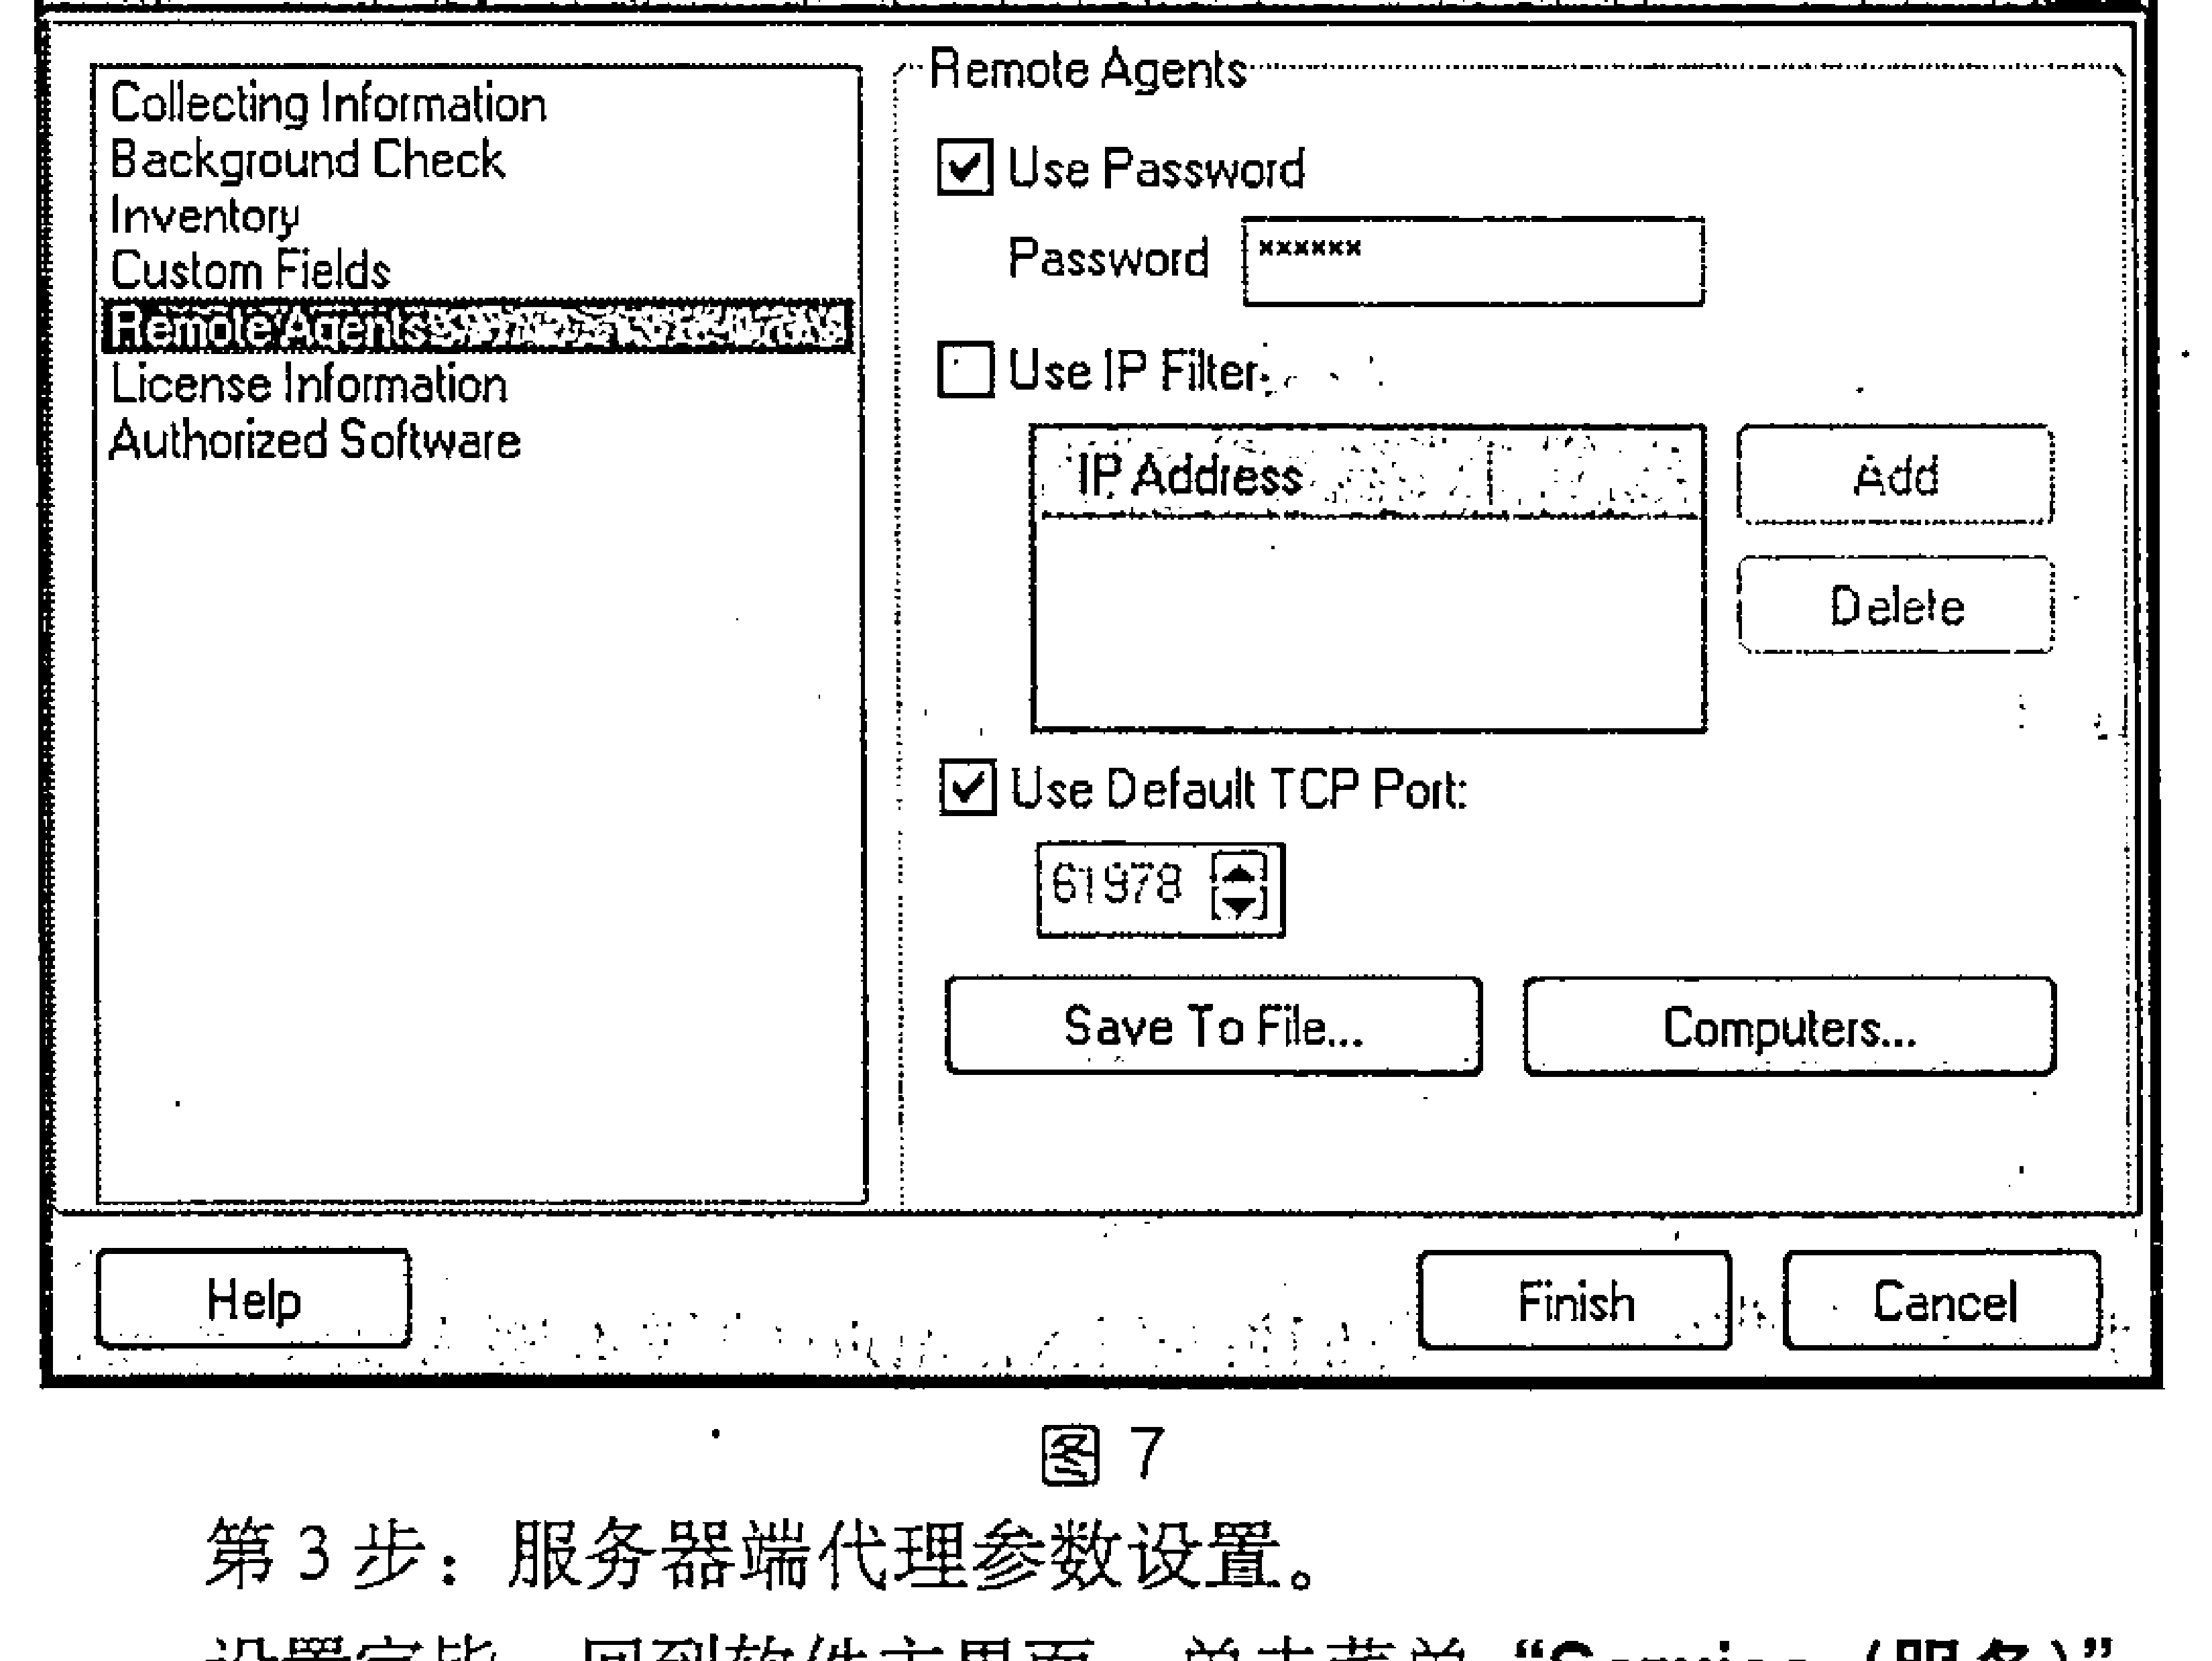 Collecting Information
Background Check
Inventory
Custom Fields
Remote Agents
License Information
Authorized Software
Remote Agents
Use Password
Password ××××××
Use IP Filter
IP Address
Add
Delete
Use Default TCP Port:
61978
Save To File...
Computers...
Help
Finish
Cancel
图 7
第 3 步：服务器端代理参数设置。